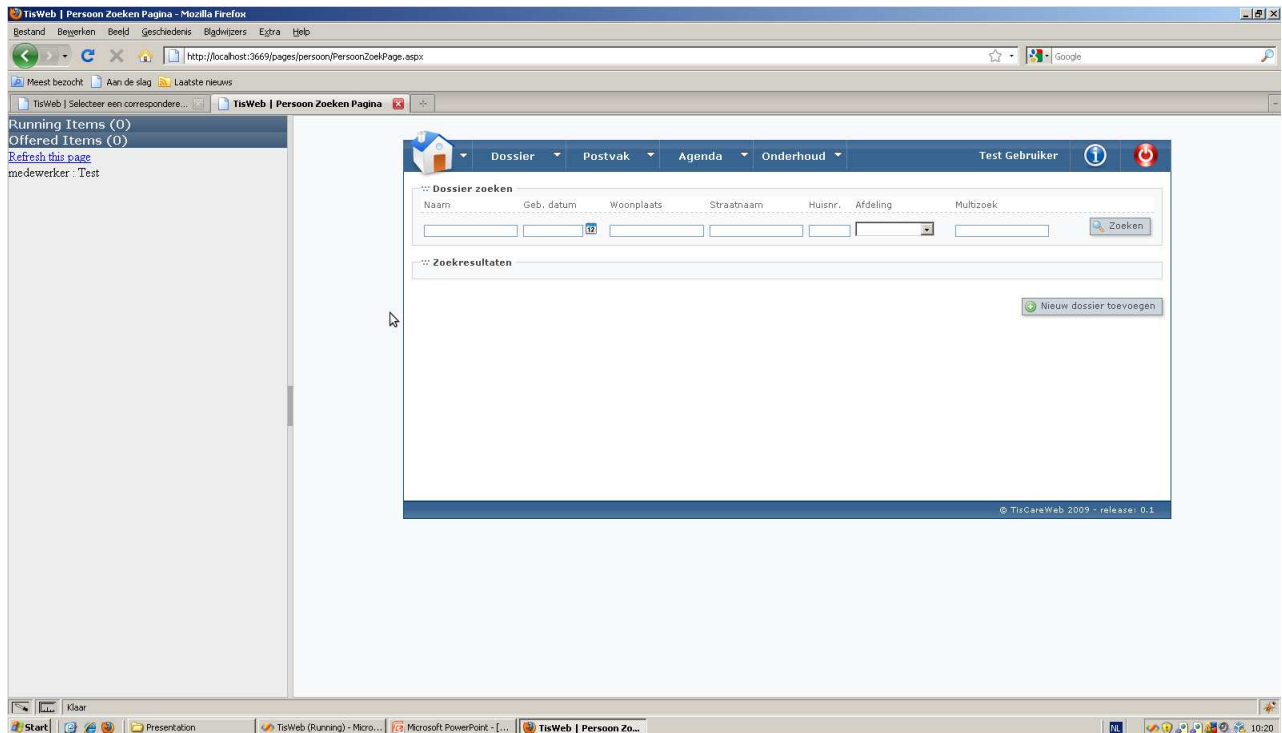 TisWeb | Persoon Zoeken Pagina - Mozilla Firefox
Bestand Bewerken Beeld Geschiedenis Bladwijzers Extra Help
http://localhost:3669/pages/persoon/PersoonZoekPage.aspx
Google
Meest bezocht Aan de slag Laatste nieuws
TisWeb | Selecteer een correspondere... TisWeb | Persoon Zoeken Pagina
Running Items (0)
Offered Items (0)
Refresh this page
medewerker : Test
Dossier Postvak Agenda Onderhoud Test Gebruiker
Dossier zoeken
Naam Geb. datum Woonplaats Straatnaam Huisnr. Afdeling Multizoek
12
Zoeken
Zoekresultaten
Nieuw dossier toevoegen
© TisCareWeb 2009 - release: 0.1
Klaar
Start Presentation TisWeb (Running) - Micro... Microsoft PowerPoint - [... TisWeb | Persoon Zo... NL 10:20